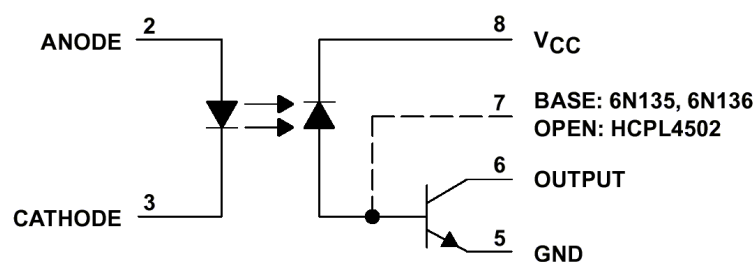 ANODE 2
8 VCC
7 BASE: 6N135, 6N136
OPEN: HCPL4502
6 OUTPUT
CATHODE 3
5 GND